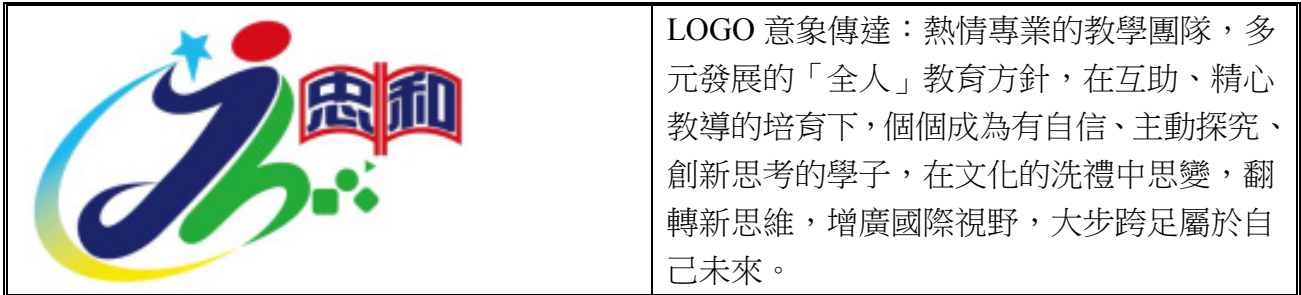 忠和
LOGO 意象傳達：熱情專業的教學團隊，多
元發展的「全人」教育方針，在互助、精心
教導的培育下，個個成為有自信、主動探究、
創新思考的學子，在文化的洗禮中思變，翻
轉新思維，增廣國際視野，大步跨足屬於自
己未來。